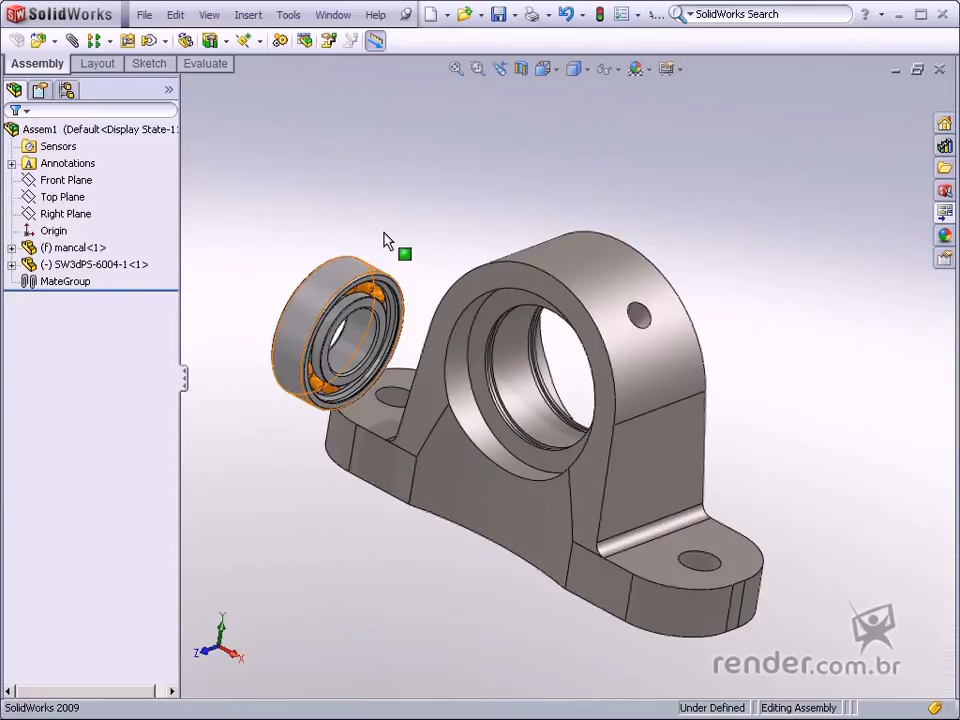 SolidWorks
File Edit View Insert Tools Window Help
A...
SolidWorks Search
Assembly Layout Sketch Evaluate
Assem1 (Default<Display State-1
Sensors
A Annotations
Front Plane
Top Plane
Right Plane
Origin
(f) mancal<1>
(-) SW3dPS-6004-1<1>
MateGroup
Y
Z X
render.com.br
SolidWorks 2009
Under Defined Editing Assembly